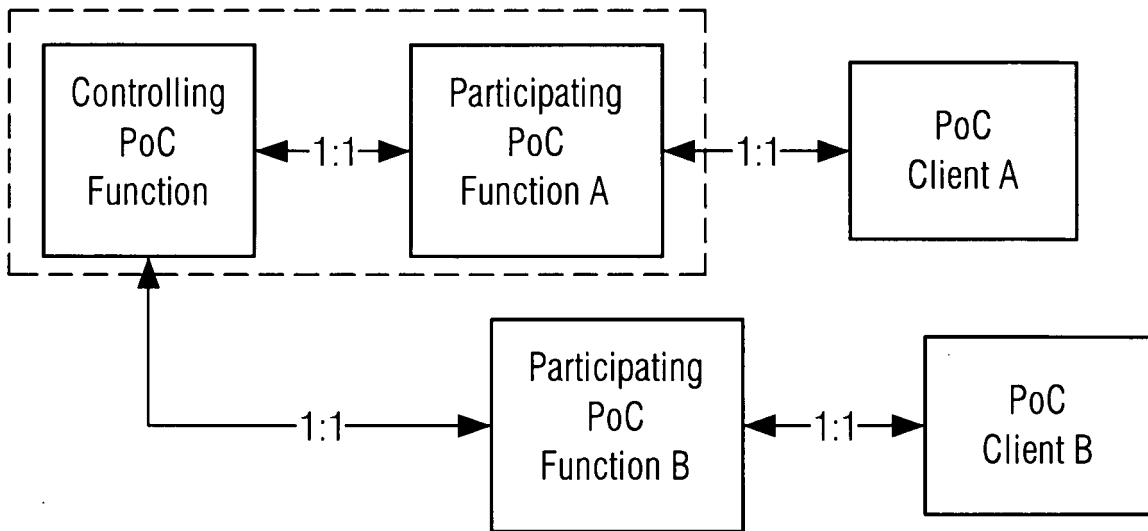 Controlling
PoC
Function
1:1
Participating
PoC
Function A
1:1
PoC
Client A
1:1
Participating
PoC
Function B
1:1
PoC
Client B